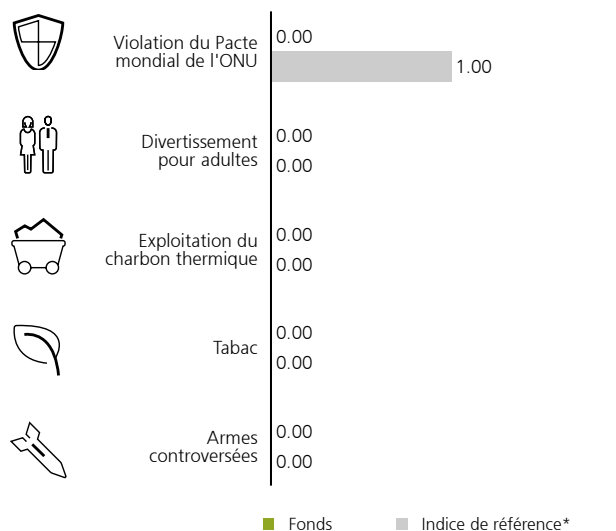 Violation du Pacte
mondial de l'ONU
0.00
1.00
Divertissement
pour adultes
0.00
0.00
Exploitation du
charbon thermique
0.00
0.00
Tabac
0.00
0.00
Armes
controversées
0.00
0.00
Fonds
Indice de référence*